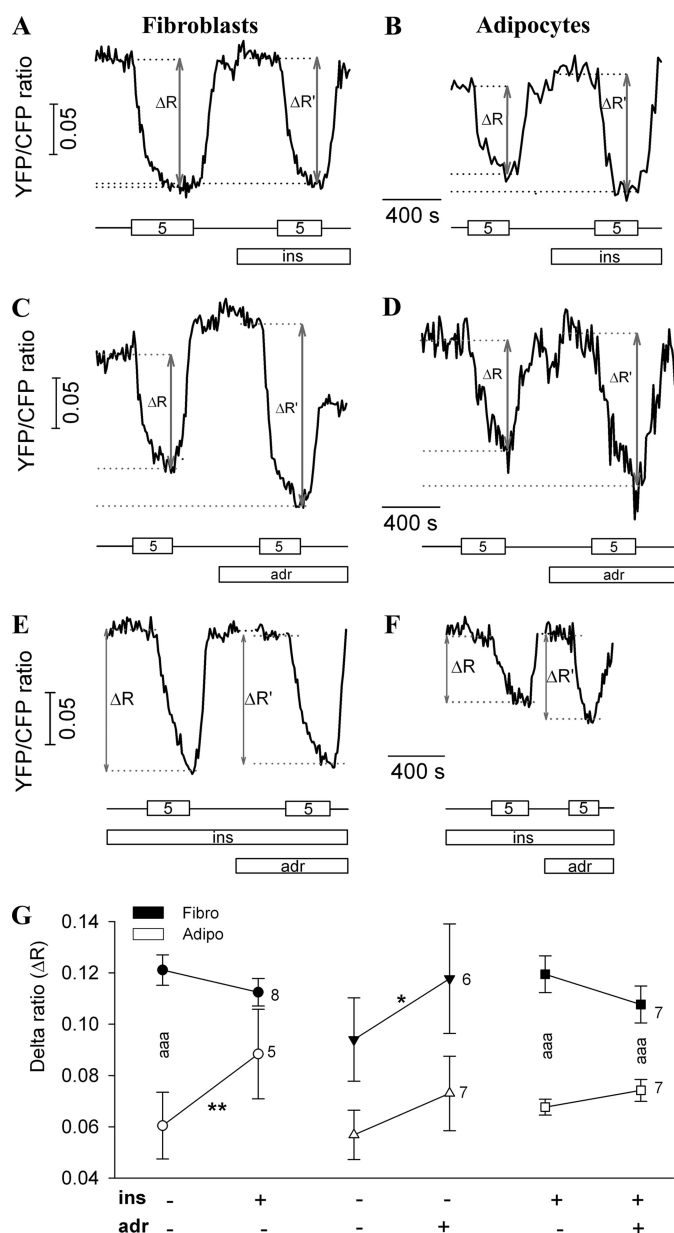 A Fibroblasts B Adipocytes
YFP/CFP ratio
0.05
ΔR ΔR' ΔR ΔR'
400 s
5 5 5 5
ins ins
C D
YFP/CFP ratio
0.05
ΔR ΔR' ΔR ΔR'
400 s
5 5 5 5
adr adr
E F
YFP/CFP ratio
0.05
ΔR ΔR' ΔR ΔR'
400 s
5 5 5 5
ins ins
adr adr
G
Fibro
Adipo
Delta ratio (ΔR)
0.14
0.12
0.10
0.08
0.06
0.04
aaa 8 5 **
* 6 7
aaa aaa 7 7
ins - + - - + +
adr - - - + - +